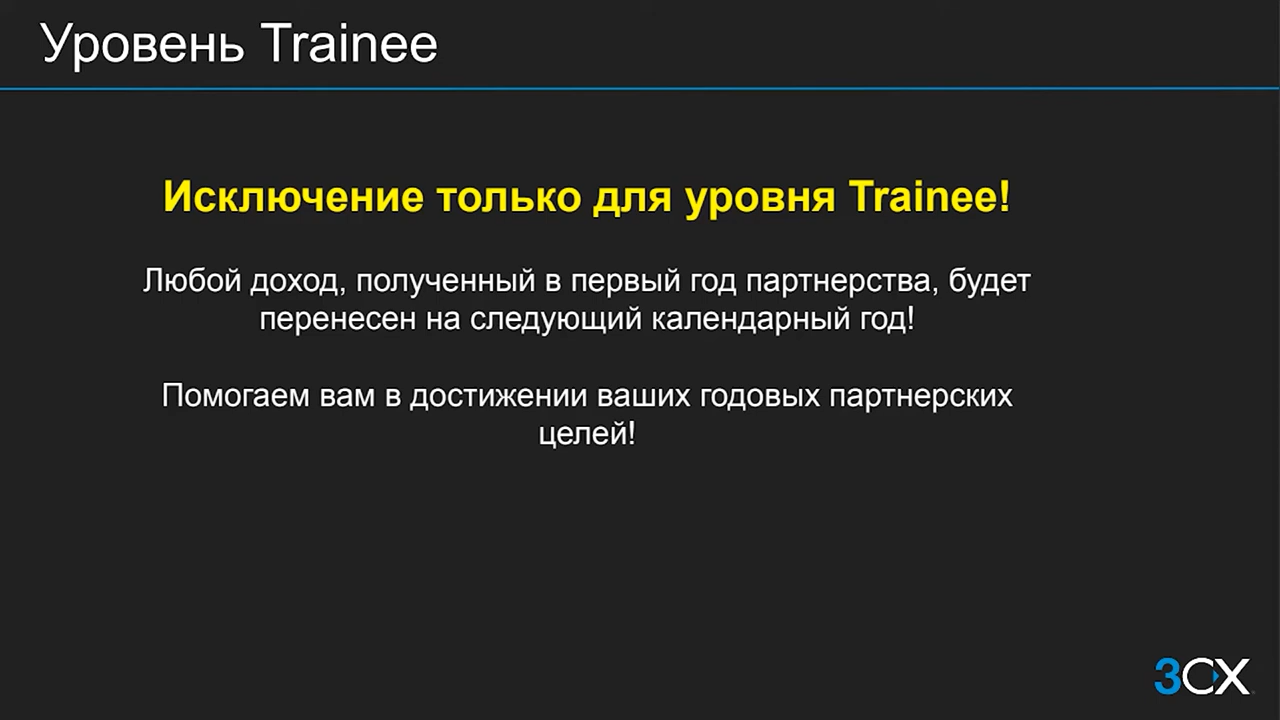 Уровень Trainee
Исключение только для уровня Trainee!
Любой доход, полученный в первый год партнерства, будет
перенесен на следующий календарный год!
Помогаем вам в достижении ваших годовых партнерских
целей!
3CX